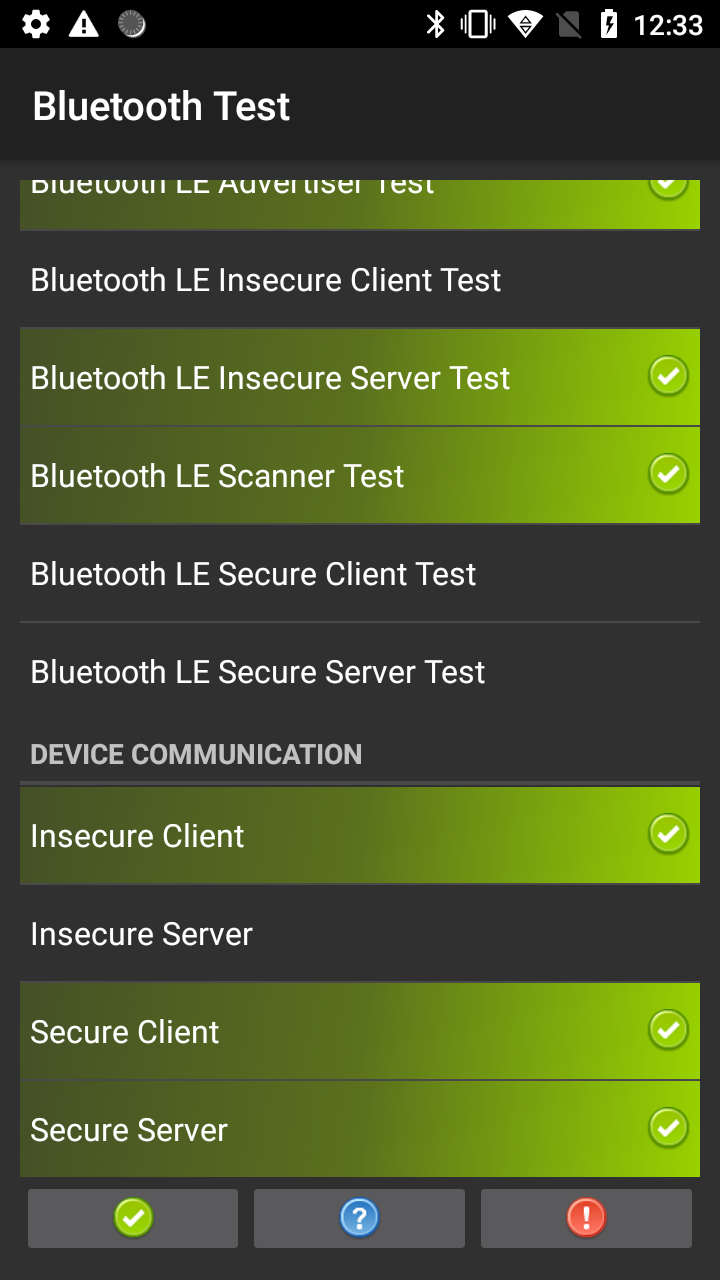 12:33
Bluetooth Test
Bluetooth LE Advertiser Test
Bluetooth LE Insecure Client Test
Bluetooth LE Insecure Server Test
Bluetooth LE Scanner Test
Bluetooth LE Secure Client Test
Bluetooth LE Secure Server Test
DEVICE COMMUNICATION
Insecure Client
Insecure Server
Secure Client
Secure Server